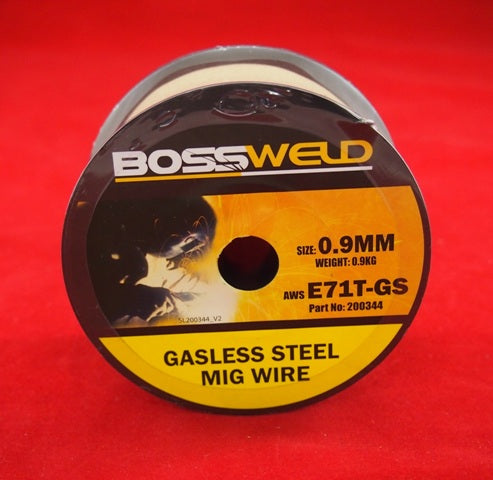 BOSSWELD
SIZE: 0.9MM
WEIGHT: 0.9KG
AWS E71T-GS
Part No: 200344
SL200344_V2
GASLESS STEEL
MIG WIRE